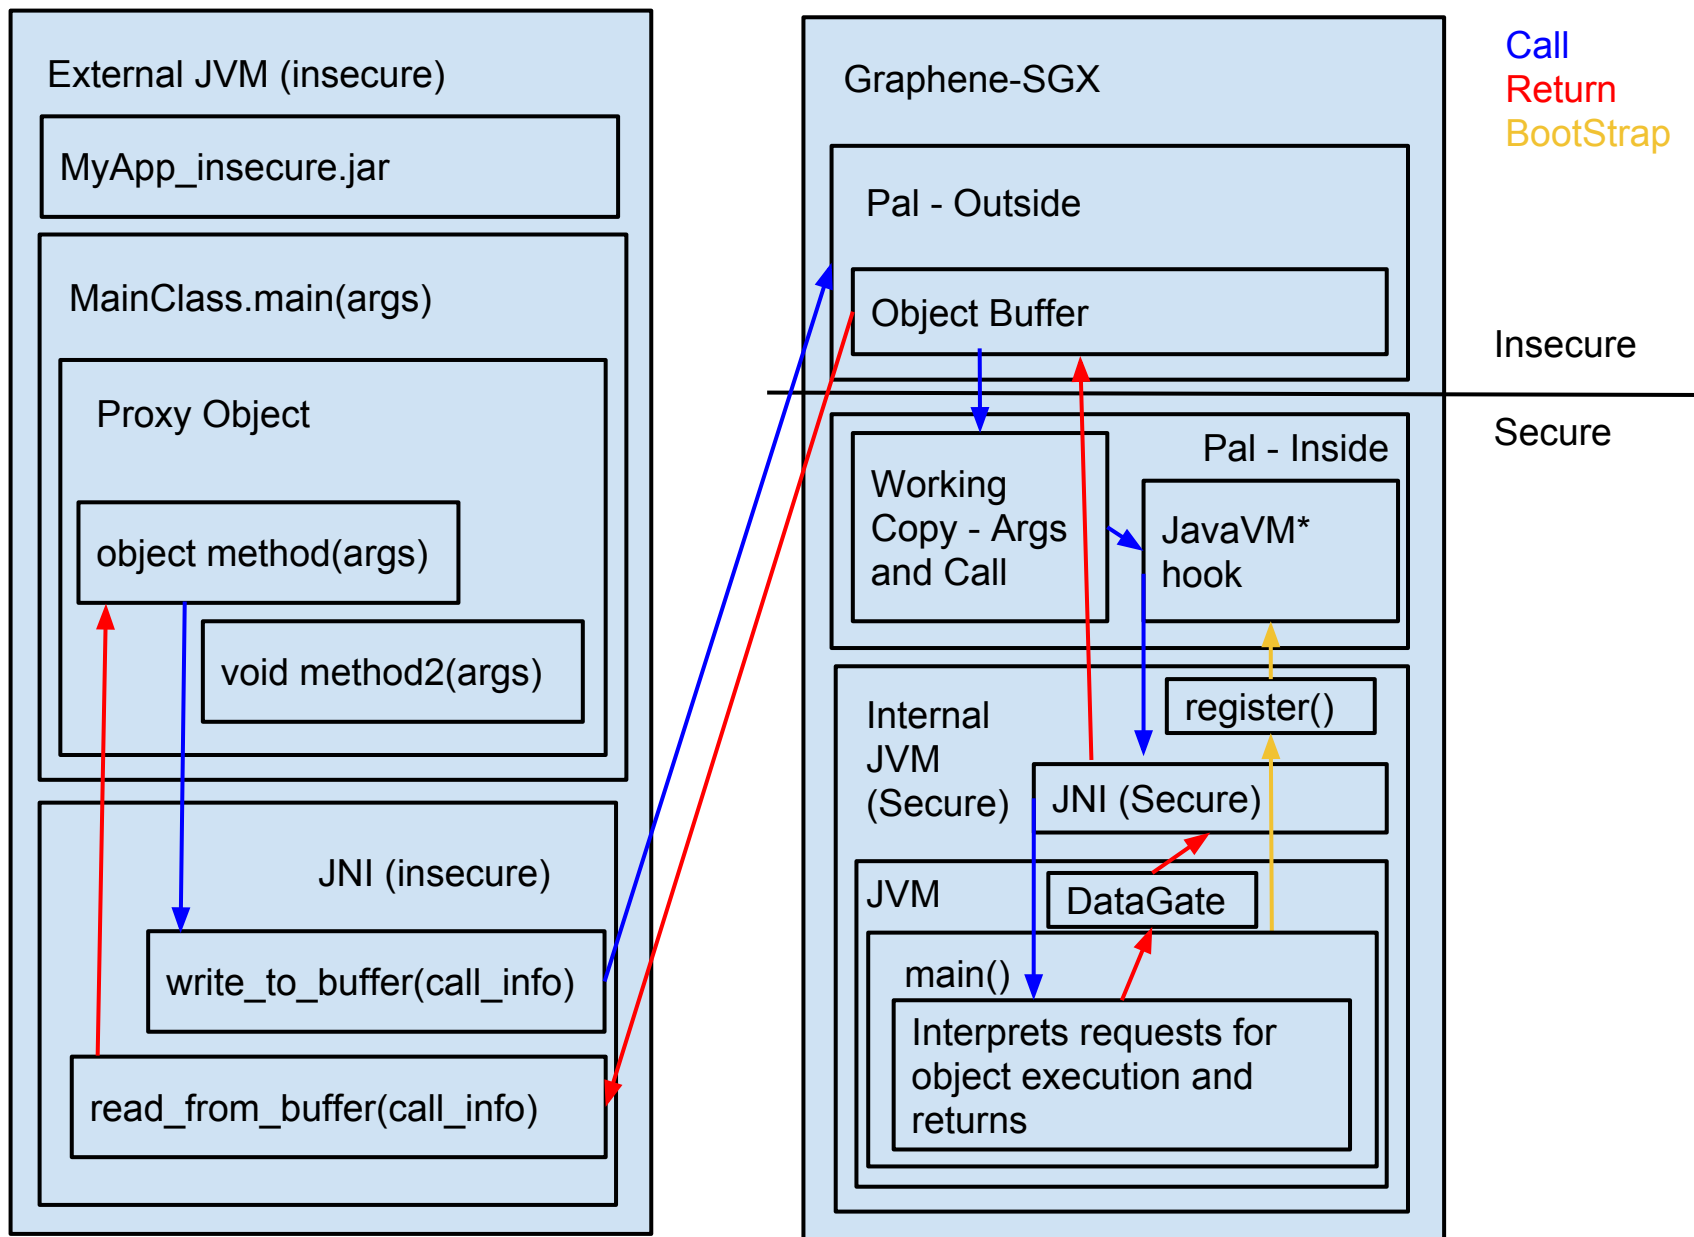 External JVM (insecure)
MyApp_insecure.jar
MainClass.main(args)
Proxy Object
object method(args)
void method2(args)
JNI (insecure)
write_to_buffer(call_info)
read_from_buffer(call_info)
Graphene-SGX
Pal - Outside
Object Buffer
Pal - Inside
Working
Copy - Args
and Call
JavaVM*
hook
Internal
JVM
(Secure)
register()
JNI (Secure)
JVM
DataGate
main()
Interprets requests for
object execution and
returns
Call
Return
BootStrap
Insecure
Secure